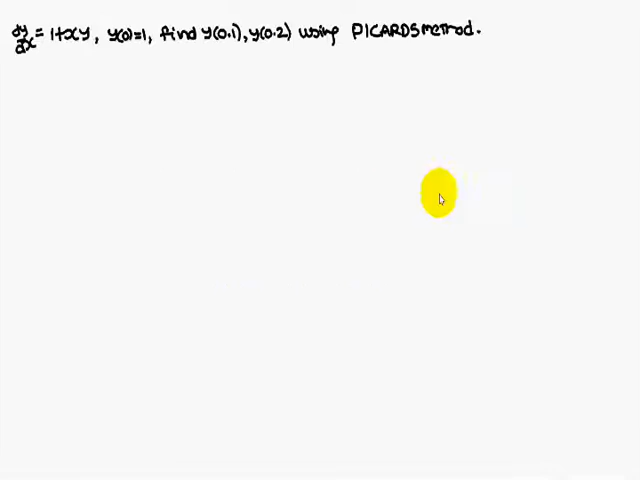 dy/dx = 1+xy, y(0)=1, find y(0.1), y(0.2) using PICARDS method.